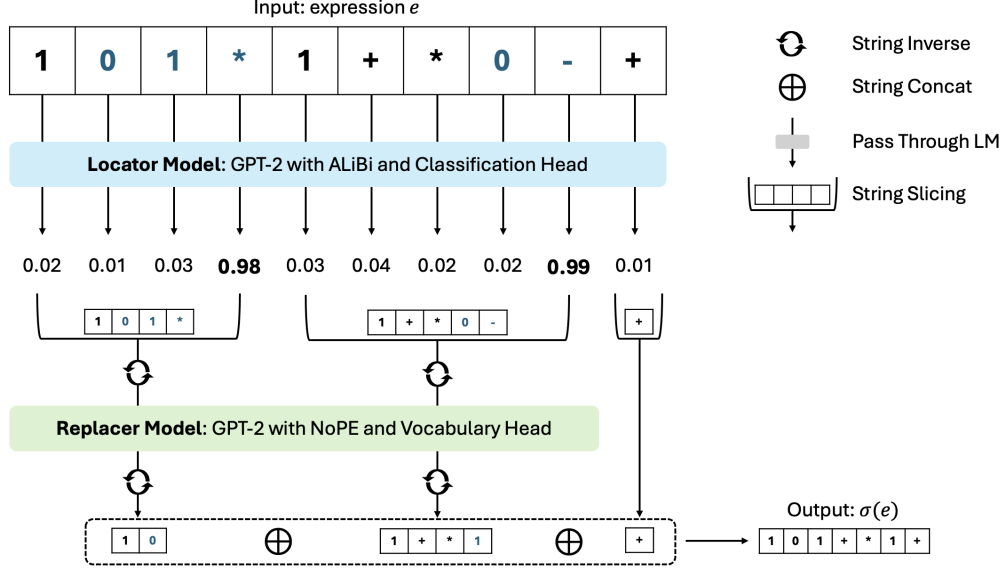 Input: expression e
1 0 1 * 1 + * 0 - +
String Inverse
String Concat
Pass Through LM
String Slicing
Locator Model: GPT-2 with ALiBi and Classification Head
0.02 0.01 0.03 0.98 0.03 0.04 0.02 0.02 0.99 0.01
1 0 1 * 1 + * 0 - +
Replacer Model: GPT-2 with NoPE and Vocabulary Head
Output: σ(e)
1 0 ⊕ 1 + * 1 ⊕ + 1 0 1 + * 1 +